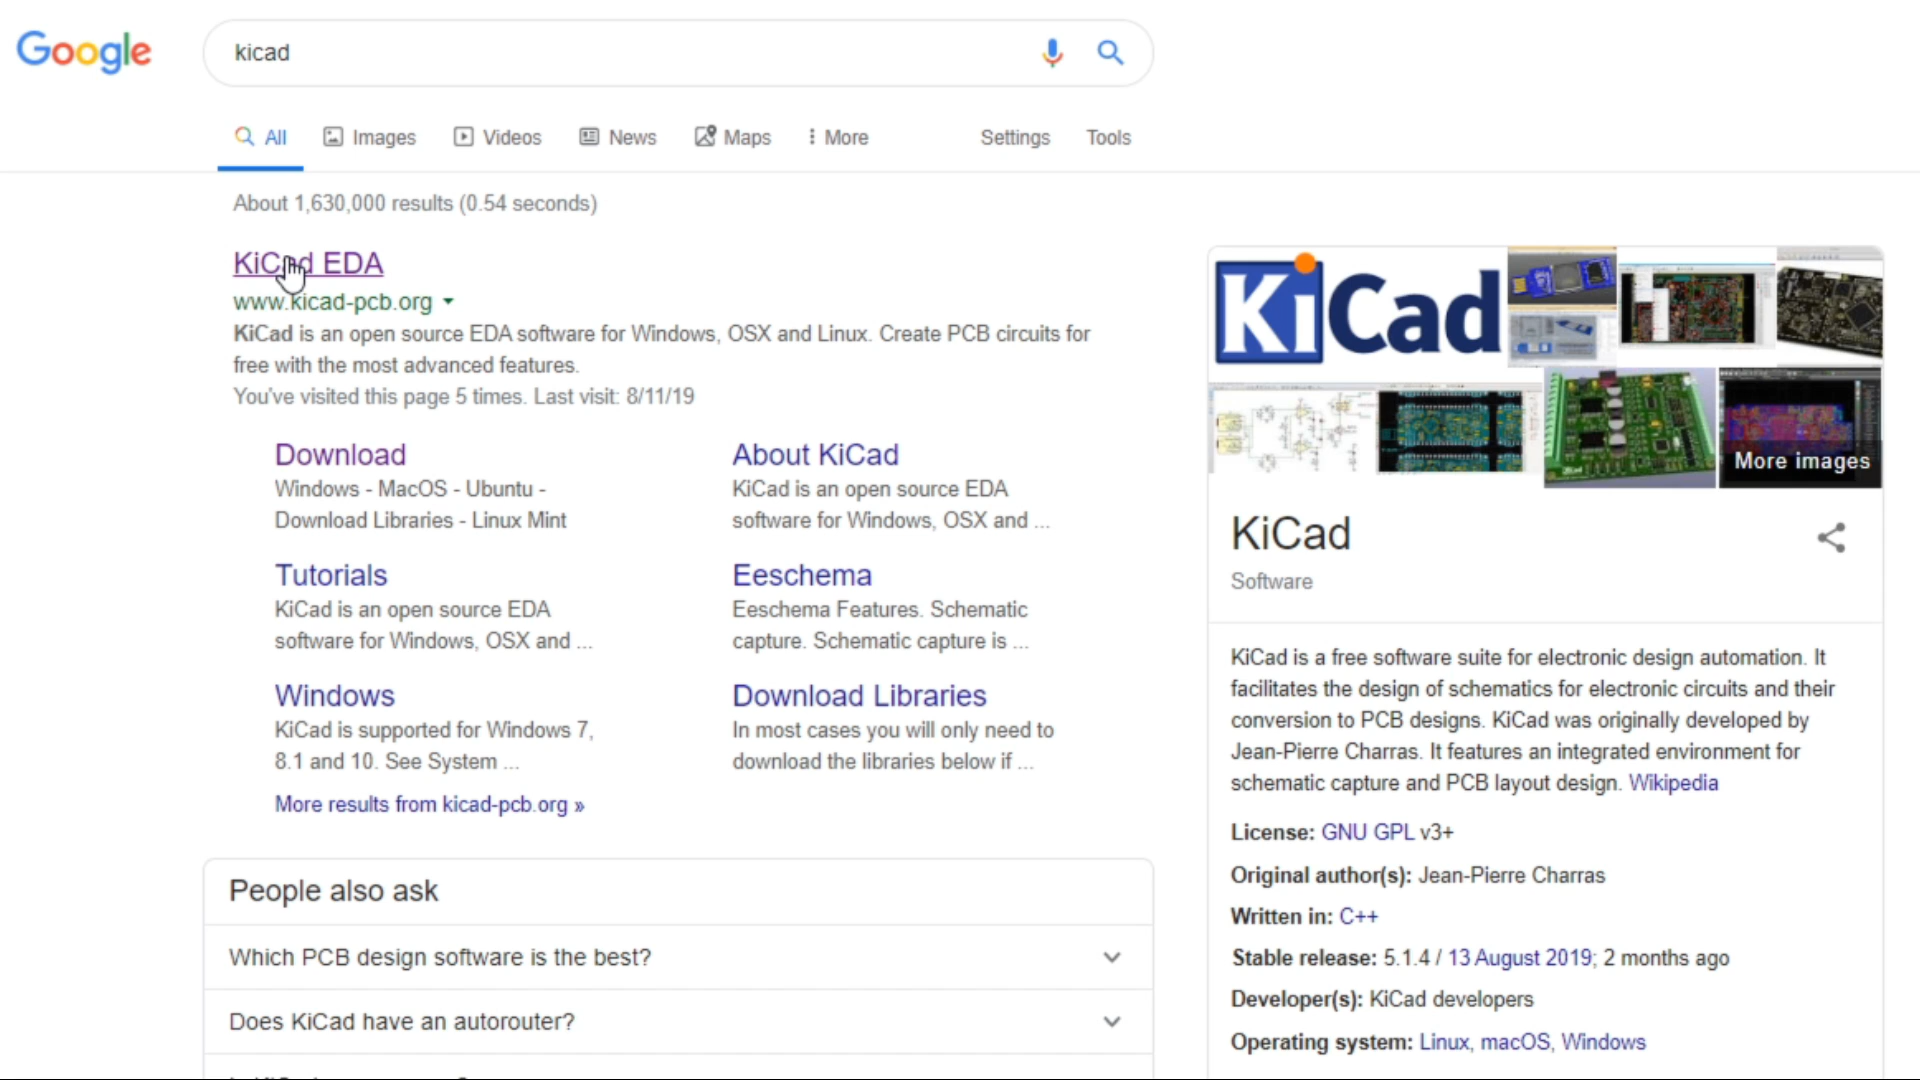 Google
kicad
All
Images
Videos
News
Maps
More
Settings
Tools
About 1,630,000 results (0.54 seconds)
KiCad EDA
www.kicad-pcb.org
KiCad is an open source EDA software for Windows, OSX and Linux. Create PCB circuits for
free with the most advanced features.
You've visited this page 5 times. Last visit: 8/11/19
Download
Windows - MacOS - Ubuntu -
Download Libraries - Linux Mint
About KiCad
KiCad is an open source EDA
software for Windows, OSX and ...
Tutorials
KiCad is an open source EDA
software for Windows, OSX and ...
Eeschema
Eeschema Features. Schematic
capture. Schematic capture is ...
Windows
KiCad is supported for Windows 7,
8.1 and 10. See System ...
Download Libraries
In most cases you will only need to
download the libraries below if ...
More results from kicad-pcb.org »
People also ask
Which PCB design software is the best?
Does KiCad have an autorouter?
KiCad
More images
KiCad
Software
KiCad is a free software suite for electronic design automation. It
facilitates the design of schematics for electronic circuits and their
conversion to PCB designs. KiCad was originally developed by
Jean-Pierre Charras. It features an integrated environment for
schematic capture and PCB layout design. Wikipedia
License: GNU GPL v3+
Original author(s): Jean-Pierre Charras
Written in: C++
Stable release: 5.1.4 / 13 August 2019; 2 months ago
Developer(s): KiCad developers
Operating system: Linux, macOS, Windows